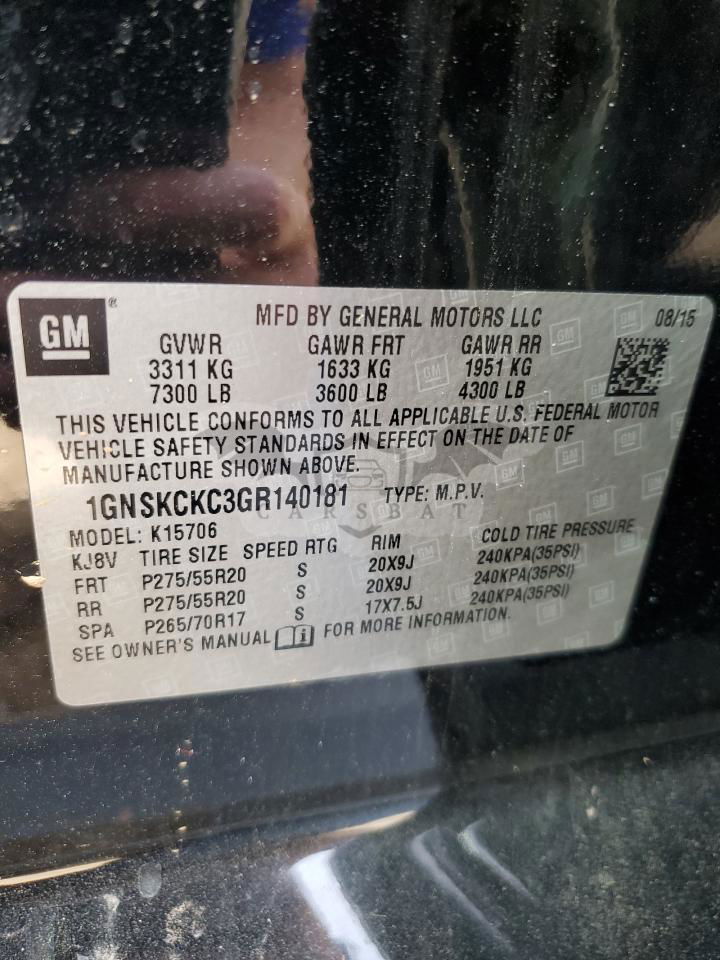 GM ®
MFD BY GENERAL MOTORS LLC 08/15
GVWR GAWR FRT GAWR RR
3311 KG 1633 KG 1951 KG
7300 LB 3600 LB 4300 LB
THIS VEHICLE CONFORMS TO ALL APPLICABLE U.S. FEDERAL MOTOR
VEHICLE SAFETY STANDARDS IN EFFECT ON THE DATE OF
MANUFACTURE SHOWN ABOVE.
1GNSKCKC3GR140181 TYPE: M.P.V.
CARSBAT
MODEL: K15706
KJ8V TIRE SIZE SPEED RTG RIM COLD TIRE PRESSURE
FRT P275/55R20 S 20X9J 240KPA(35PSI)
RR P275/55R20 S 20X9J 240KPA(35PSI)
SPA P265/70R17 S 17X7.5J 240KPA(35PSI)
SEE OWNER'S MANUAL i FOR MORE INFORMATION.